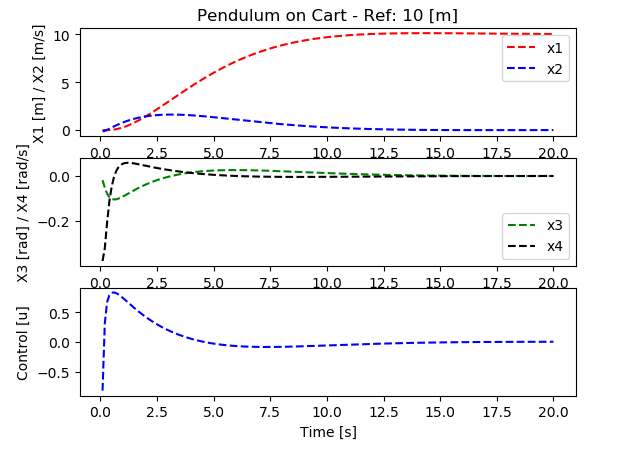 Pendulum on Cart - Ref: 10 [m]
X1 [m] / X2 [m/s]
10
5
0
x1
x2
0.0 2.5 5.0 7.5 10.0 12.5 15.0 17.5 20.0
X3 [rad] / X4 [rad/s]
0.0
−0.2
x3
x4
0.0 2.5 5.0 7.5 10.0 12.5 15.0 17.5 20.0
Control [u]
0.5
0.0
−0.5
0.0 2.5 5.0 7.5 10.0 12.5 15.0 17.5 20.0
Time [s]